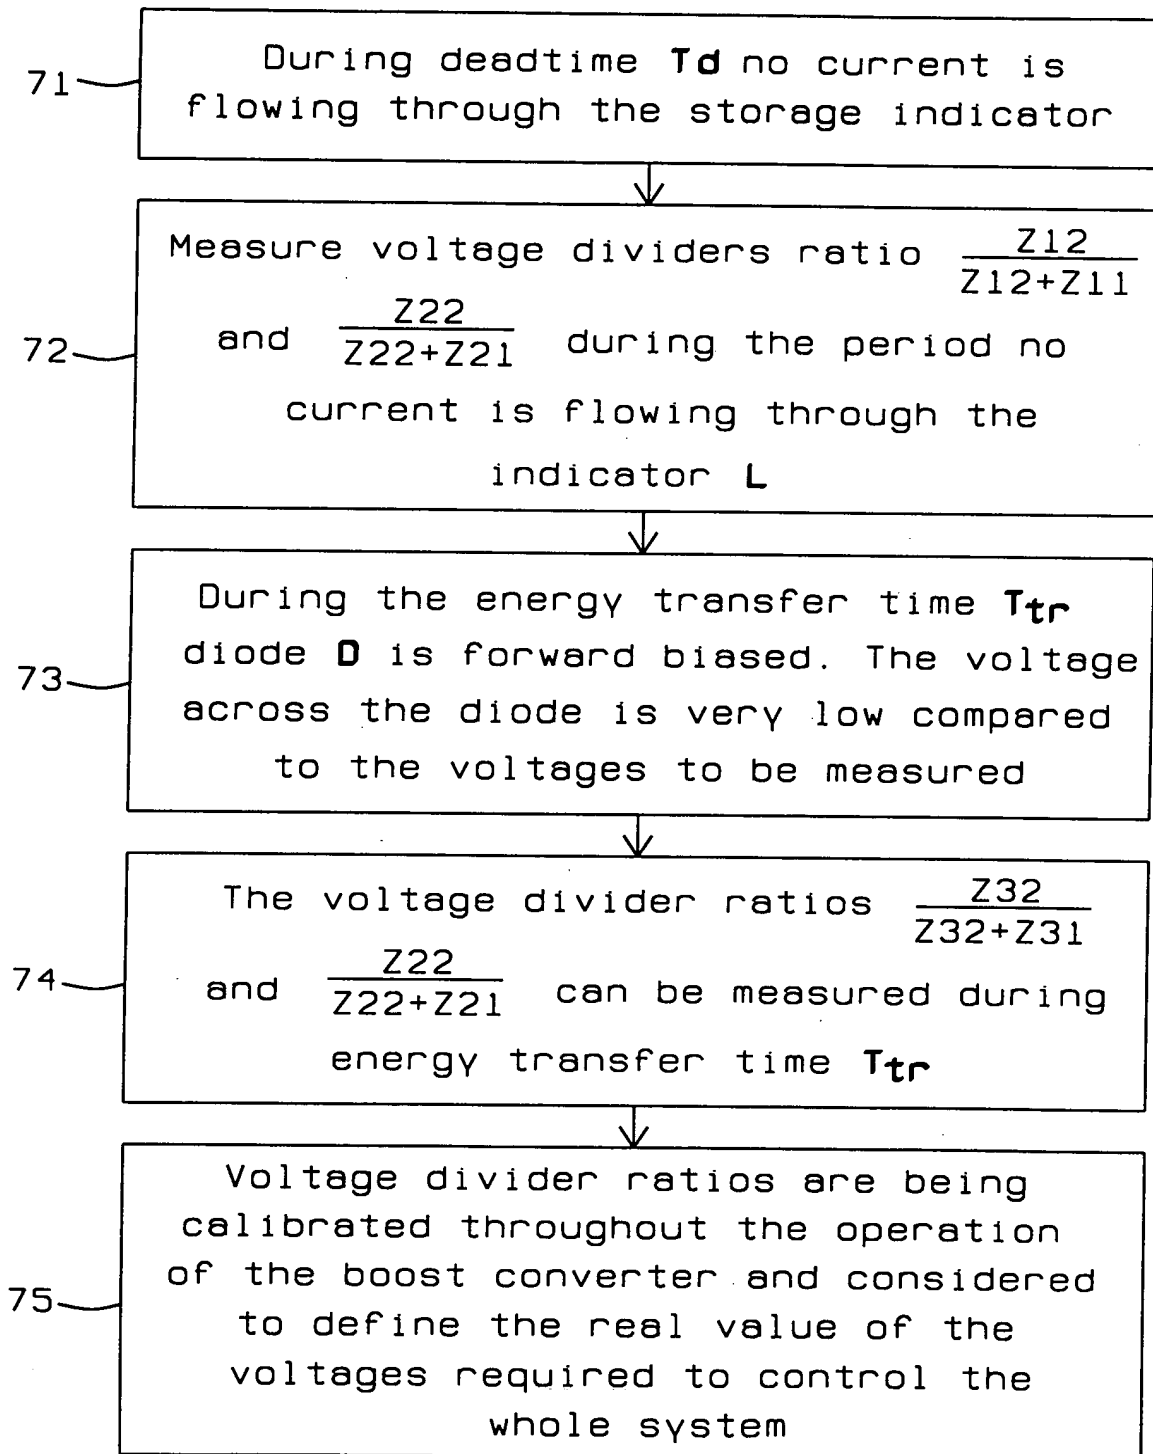 71
During deadtime Td no current is
flowing through the storage indicator
72
Measure voltage dividers ratio Z12/Z12+Z11
and Z22/Z22+Z21 during the period no
current is flowing through the
indicator L
73
During the energy transfer time Ttr
diode D is forward biased. The voltage
across the diode is very low compared
to the voltages to be measured
74
The voltage divider ratios Z32/Z32+Z31
and Z22/Z22+Z21 can be measured during
energy transfer time Ttr
75
Voltage divider ratios are being
calibrated throughout the operation
of the boost converter and considered
to define the real value of the
voltages required to control the
whole system